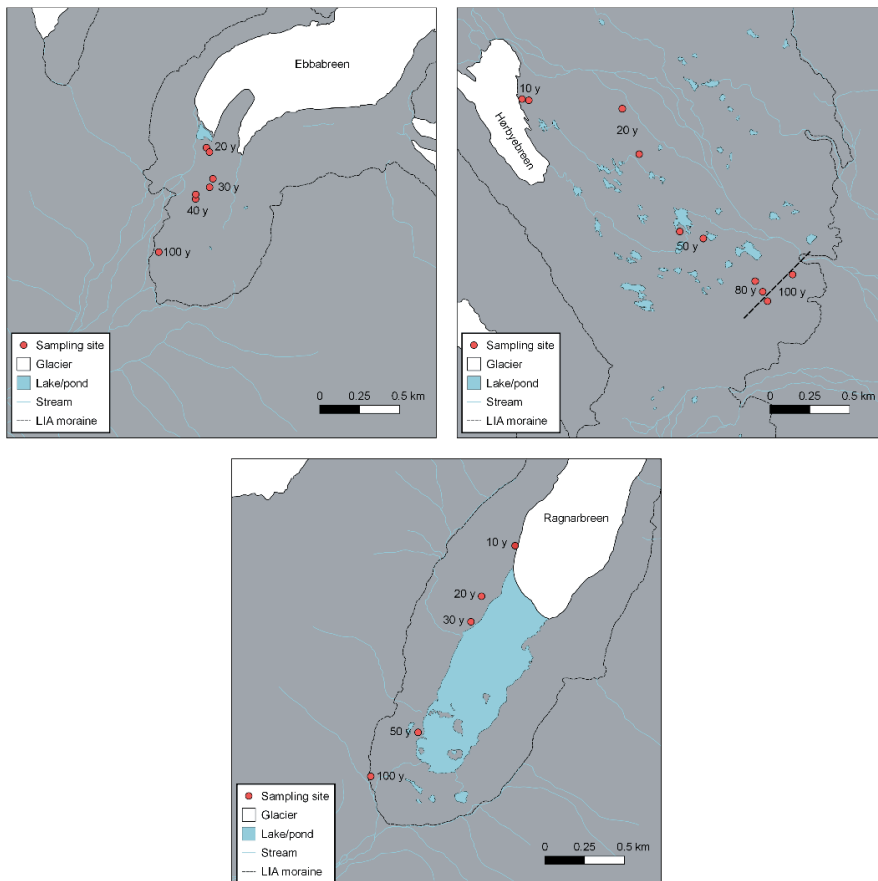 Ebbabreen
20 y
30 y
40 y
100 y
Sampling site
Glacier
Lake/pond
Stream
LIA moraine
0 0.25 0.5 km
10 y
Hørbyebreen
20 y
50 y
80 y
100 y
Sampling site
Glacier
Lake/pond
Stream
LIA moraine
0 0.25 0.5 km
Ragnarbreen
10 y
20 y
30 y
50 y
100 y
Sampling site
Glacier
Lake/pond
Stream
LIA moraine
0 0.25 0.5 km